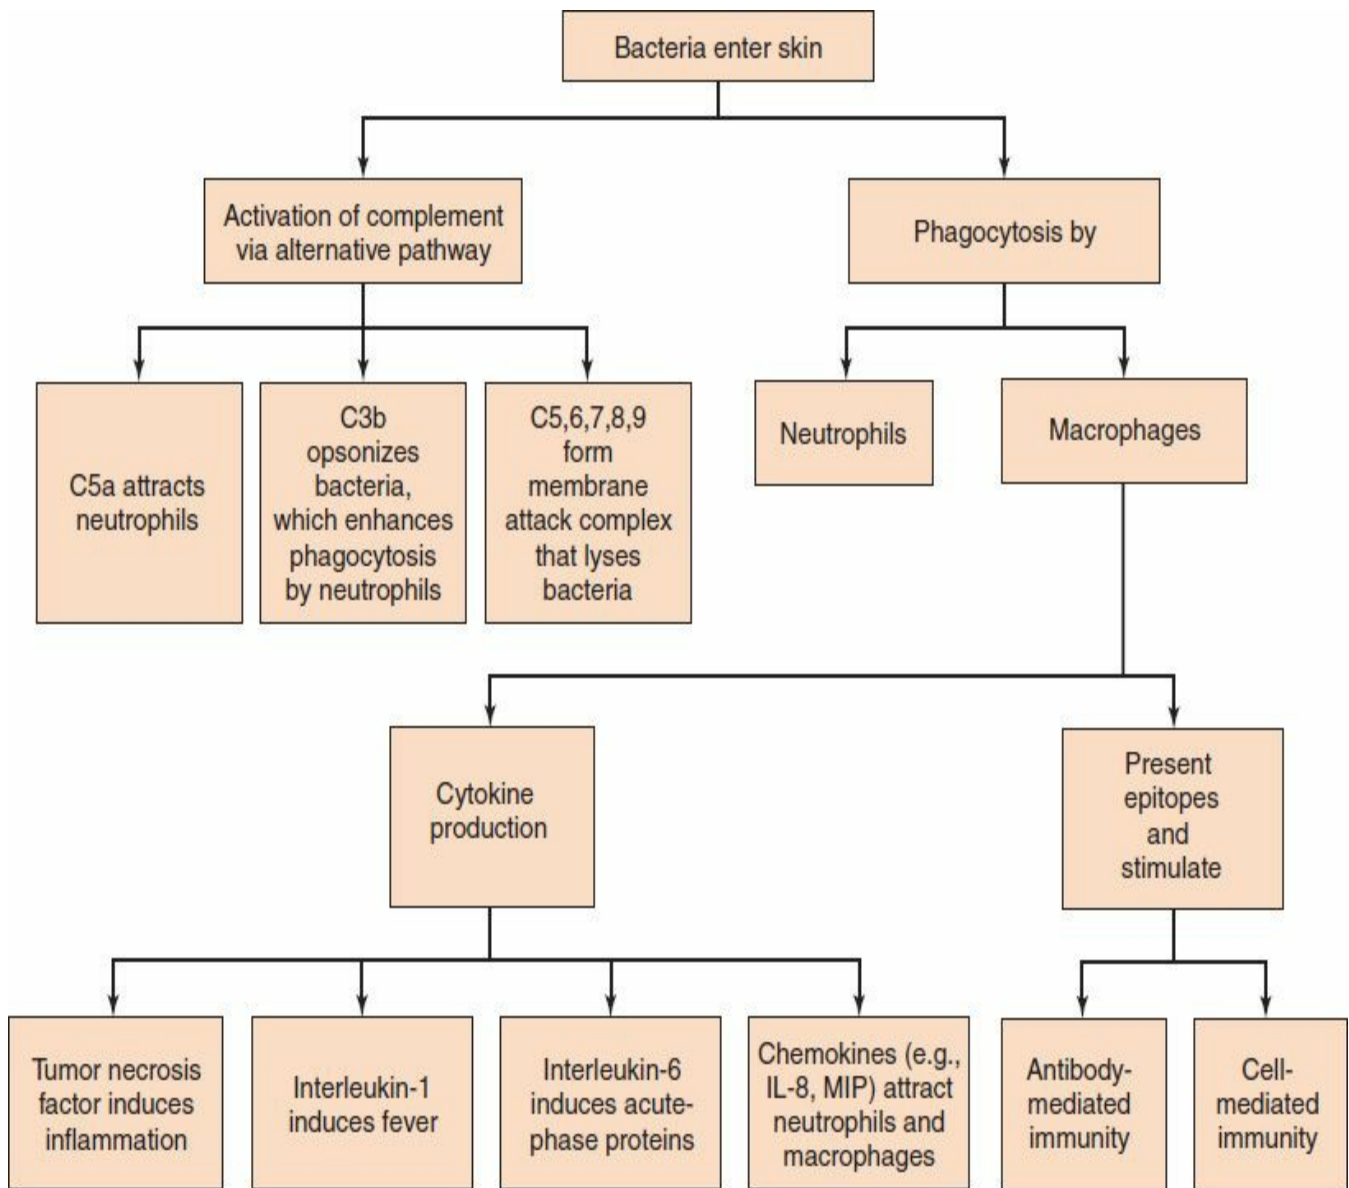 Bacteria enter skin
Activation of complement
via alternative pathway
Phagocytosis by
C5a attracts
neutrophils
C3b
opsonizes
bacteria,
which enhances
phagocytosis
by neutrophils
C5,6,7,8,9
form
membrane
attack complex
that lyses
bacteria
Neutrophils
Macrophages
Cytokine
production
Present
epitopes
and
stimulate
Tumor necrosis
factor induces
inflammation
Interleukin-1
induces fever
Interleukin-6
induces acute-
phase proteins
Chemokines (e.g.,
IL-8, MIP) attract
neutrophils and
macrophages
Antibody-
mediated
immunity
Cell-
mediated
immunity